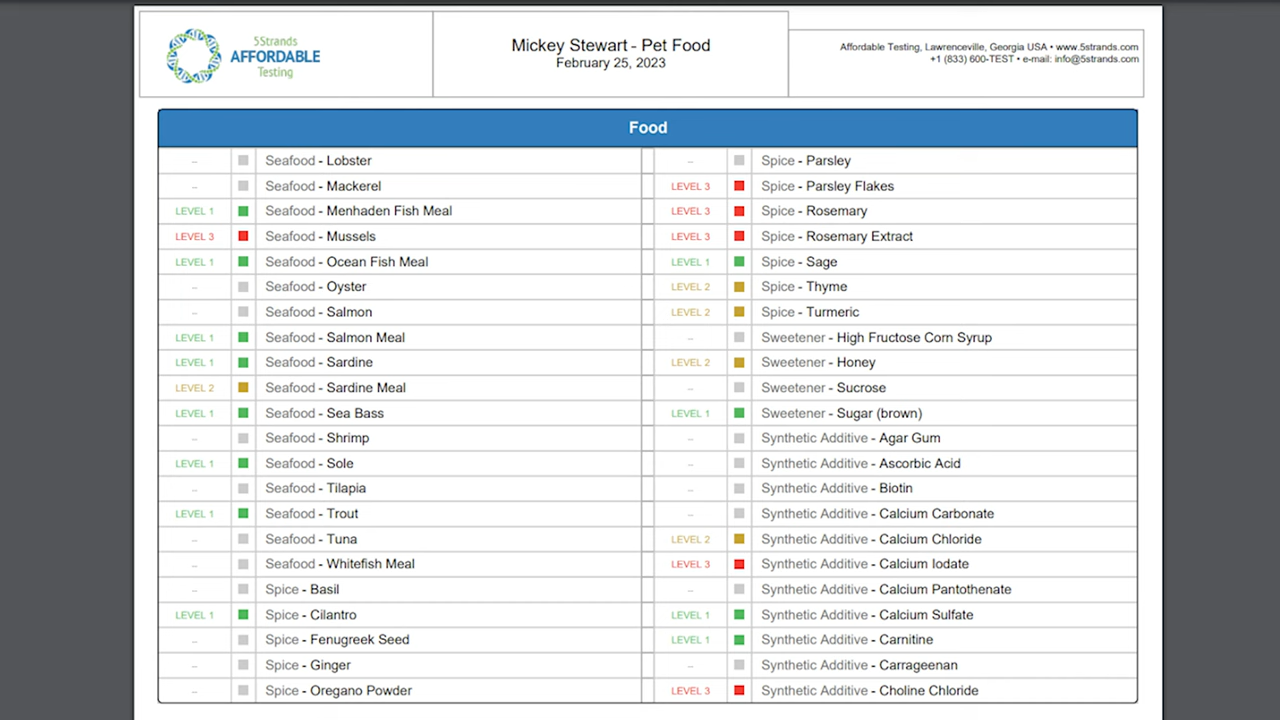 5Strands
AFFORDABLE
Testing
Mickey Stewart - Pet Food
February 25, 2023
Affordable Testing, Lawrenceville, Georgia USA • www.5strands.com
+1 (833) 600-TEST • e-mail: info@5strands.com
Food
– Seafood - Lobster
– Seafood - Mackerel
LEVEL 1 Seafood - Menhaden Fish Meal
LEVEL 3 Seafood - Mussels
LEVEL 1 Seafood - Ocean Fish Meal
– Seafood - Oyster
– Seafood - Salmon
LEVEL 1 Seafood - Salmon Meal
LEVEL 1 Seafood - Sardine
LEVEL 2 Seafood - Sardine Meal
LEVEL 1 Seafood - Sea Bass
– Seafood - Shrimp
LEVEL 1 Seafood - Sole
– Seafood - Tilapia
LEVEL 1 Seafood - Trout
– Seafood - Tuna
– Seafood - Whitefish Meal
– Spice - Basil
LEVEL 1 Spice - Cilantro
– Spice - Fenugreek Seed
– Spice - Ginger
– Spice - Oregano Powder
– Spice - Parsley
LEVEL 3 Spice - Parsley Flakes
LEVEL 3 Spice - Rosemary
LEVEL 3 Spice - Rosemary Extract
LEVEL 1 Spice - Sage
LEVEL 2 Spice - Thyme
LEVEL 2 Spice - Turmeric
– Sweetener - High Fructose Corn Syrup
LEVEL 2 Sweetener - Honey
– Sweetener - Sucrose
LEVEL 1 Sweetener - Sugar (brown)
– Synthetic Additive - Agar Gum
– Synthetic Additive - Ascorbic Acid
– Synthetic Additive - Biotin
– Synthetic Additive - Calcium Carbonate
LEVEL 2 Synthetic Additive - Calcium Chloride
LEVEL 3 Synthetic Additive - Calcium Iodate
– Synthetic Additive - Calcium Pantothenate
LEVEL 1 Synthetic Additive - Calcium Sulfate
LEVEL 1 Synthetic Additive - Carnitine
– Synthetic Additive - Carrageenan
LEVEL 3 Synthetic Additive - Choline Chloride